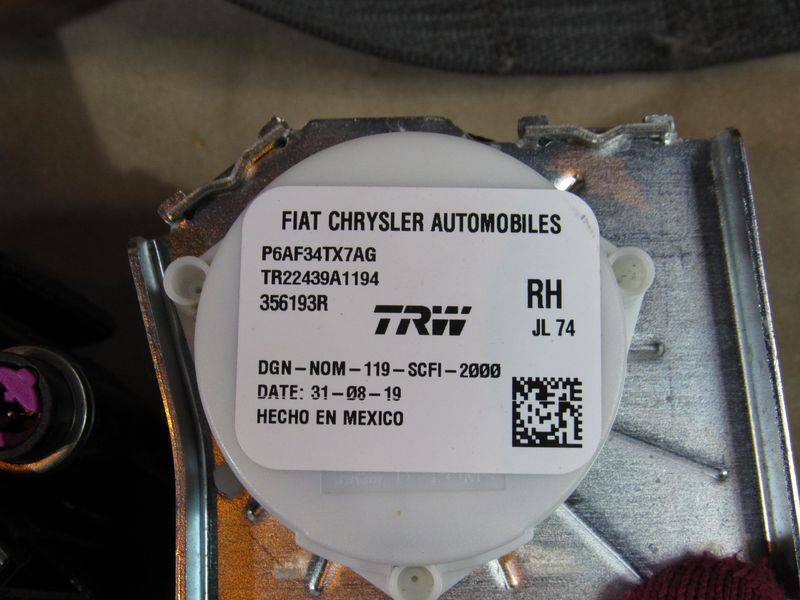 FIAT CHRYSLER AUTOMOBILES
P6AF34TX7AG
TR22439A1194
356193R
TRW
RH
JL 74
DGN-NOM-119-SCFI-2000
DATE: 31-08-19
HECHO EN MEXICO